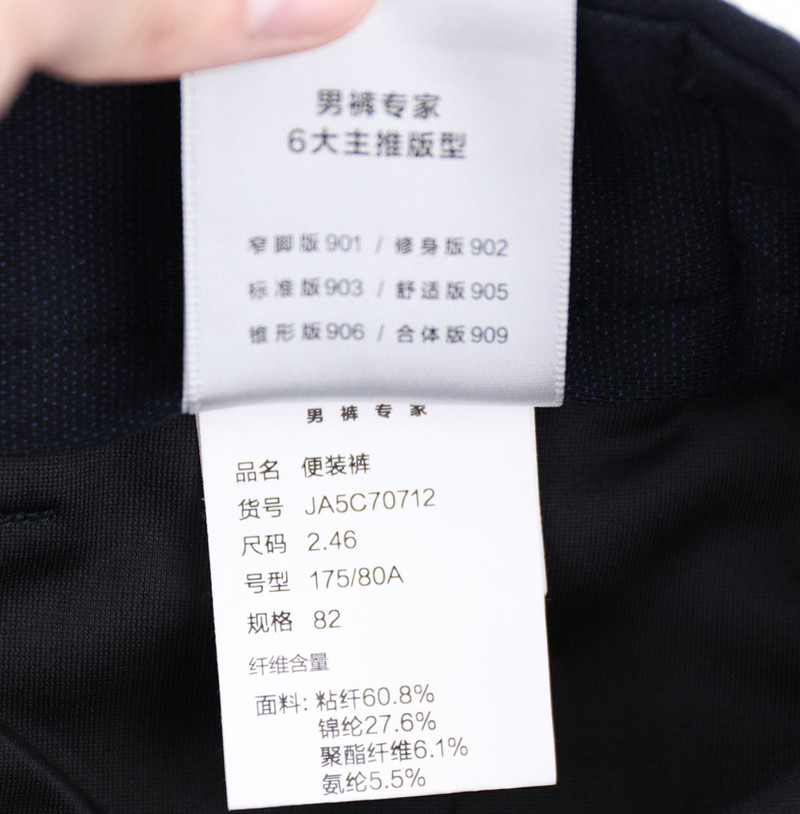 男裤专家
6大主推版型
窄脚版901 / 修身版902
标准版903 / 舒适版905
锥形版906 / 合体版909
男裤专家
品名 便装裤
货号 JA5C70712
尺码 2.46
号型 175/80A
规格 82
纤维含量
面料: 粘纤60.8%
锦纶27.6%
聚酯纤维6.1%
氨纶5.5%